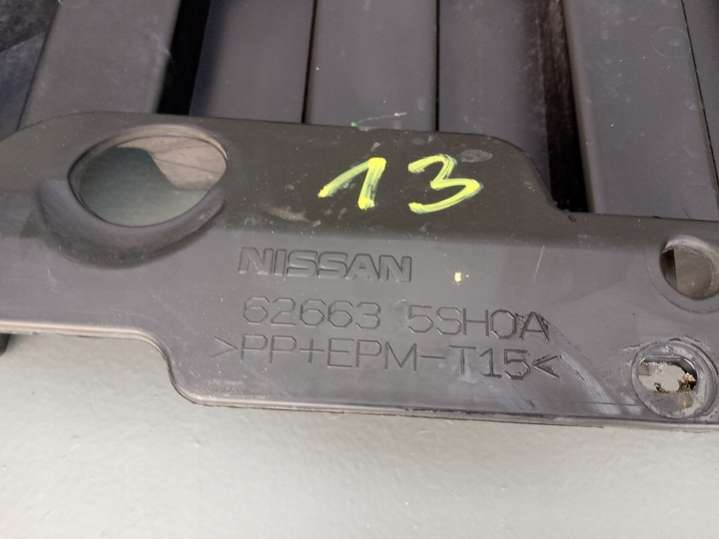 13
NISSAN
62663 5SH0A
>PP+EPM-T15<